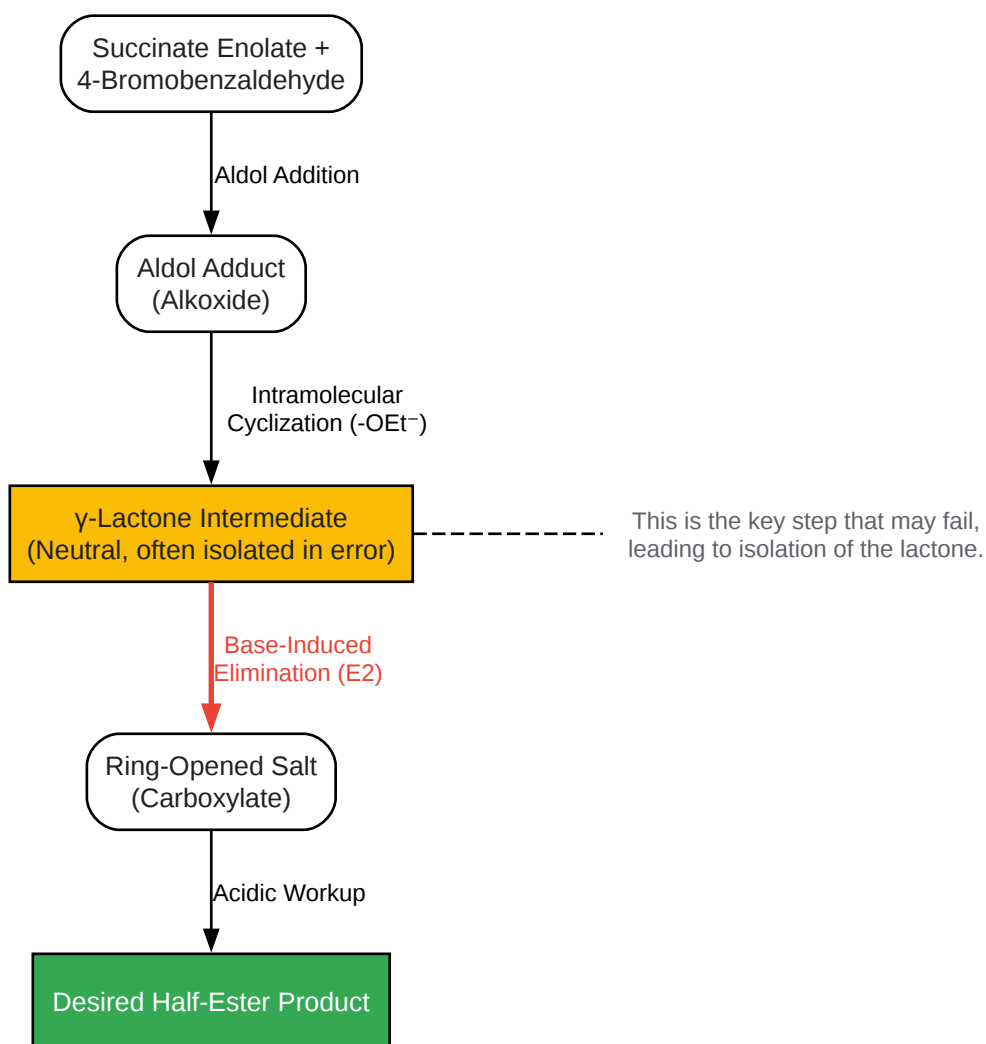 Succinate Enolate +
4-Bromobenzaldehyde
Aldol Addition
Aldol Adduct
(Alkoxide)
Intramolecular
Cyclization (-OEt⁻)
γ-Lactone Intermediate
(Neutral, often isolated in error)
This is the key step that may fail,
leading to isolation of the lactone.
Base-Induced
Elimination (E2)
Ring-Opened Salt
(Carboxylate)
Acidic Workup
Desired Half-Ester Product